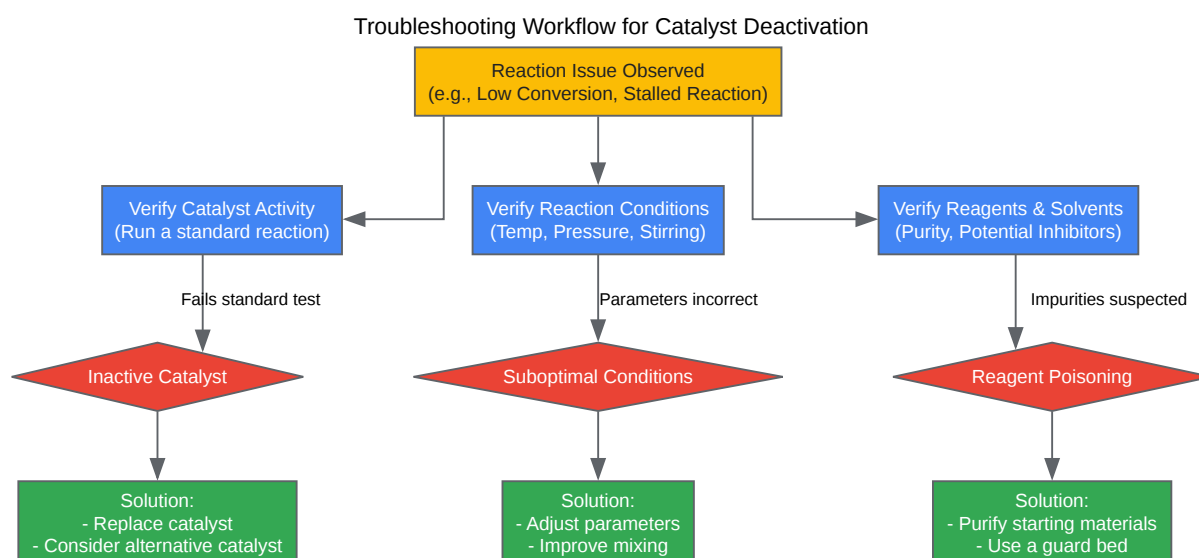 Troubleshooting Workflow for Catalyst Deactivation
Reaction Issue Observed
(e.g., Low Conversion, Stalled Reaction)
Verify Catalyst Activity
(Run a standard reaction)
Verify Reaction Conditions
(Temp, Pressure, Stirring)
Verify Reagents & Solvents
(Purity, Potential Inhibitors)
Fails standard test
Parameters incorrect
Impurities suspected
Inactive Catalyst
Suboptimal Conditions
Reagent Poisoning
Solution:
- Replace catalyst
- Consider alternative catalyst
Solution:
- Adjust parameters
- Improve mixing
Solution:
- Purify starting materials
- Use a guard bed